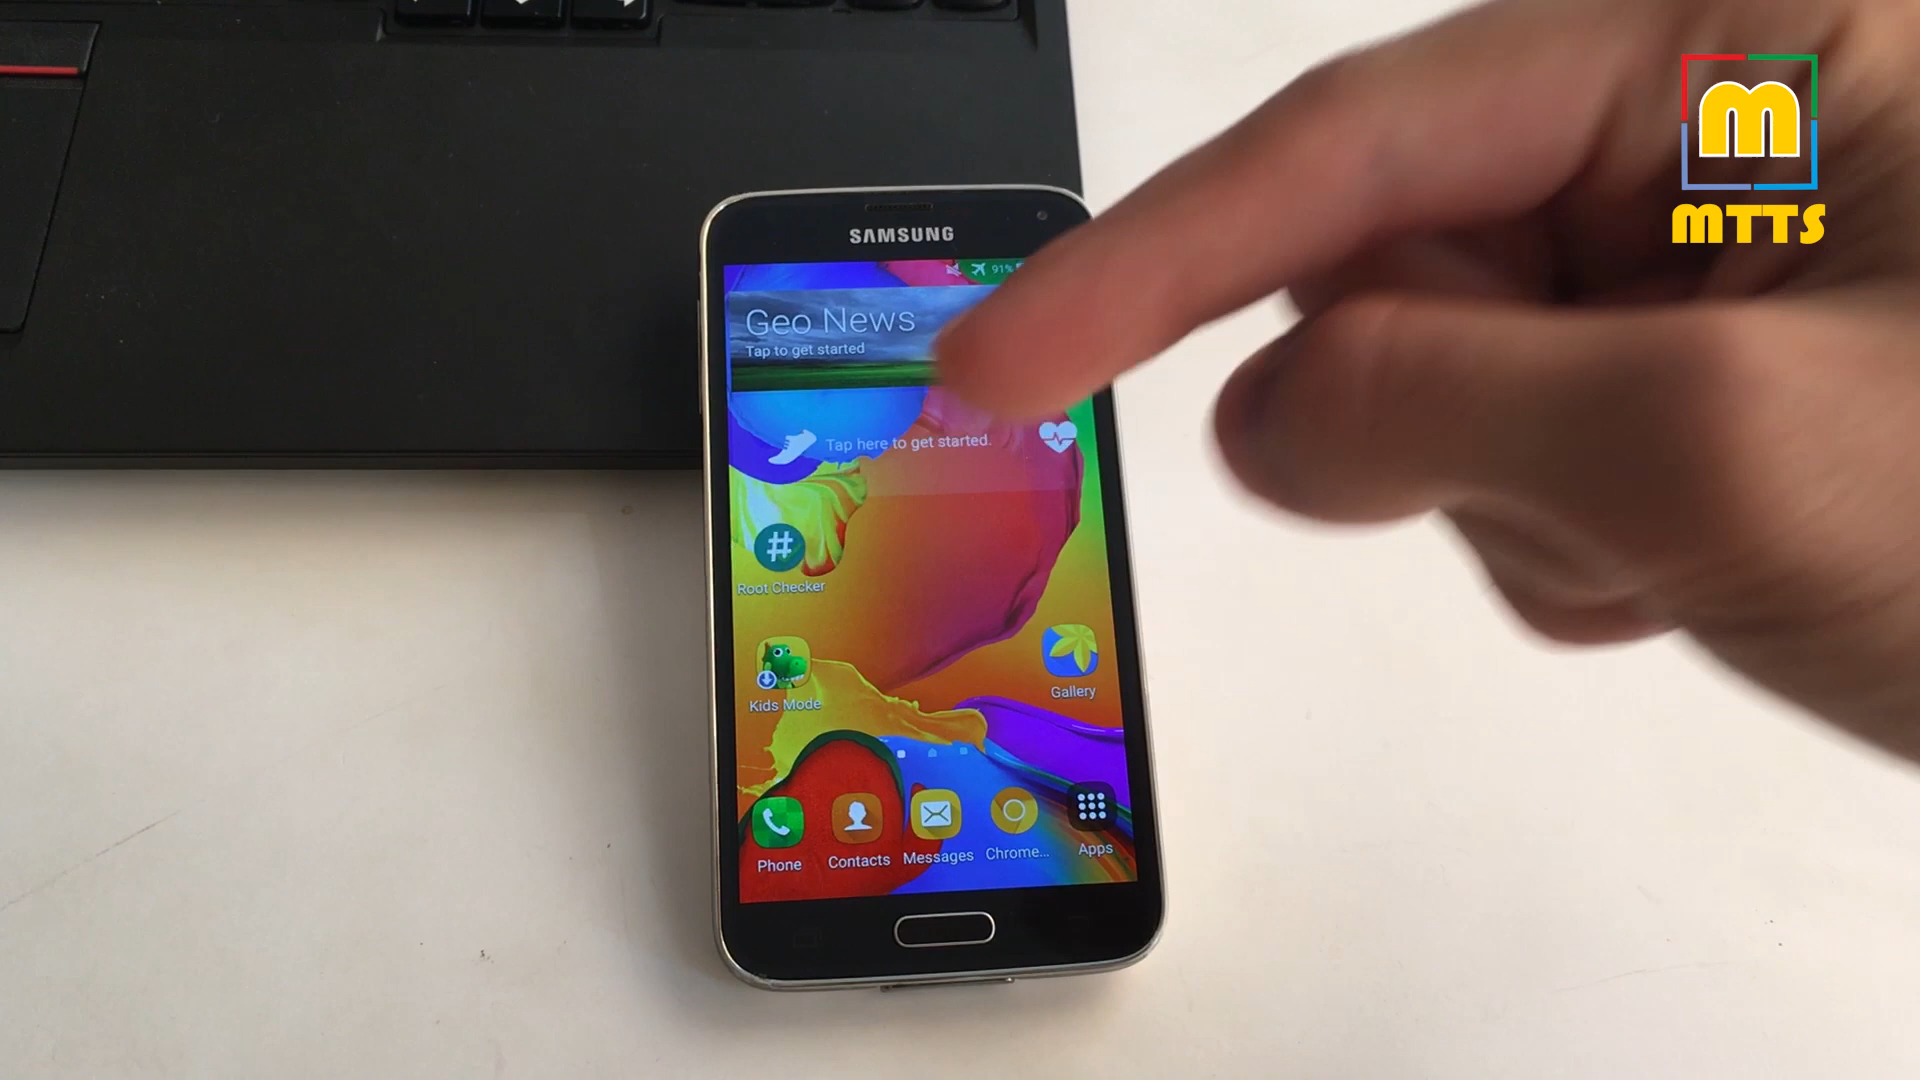 SAMSUNG
91%
Geo News
Tap to get started
Tap here to get started.
#
Root Checker
Kids Mode
Gallery
Phone
Contacts
Messages
Chrome...
Apps
m
MTTS